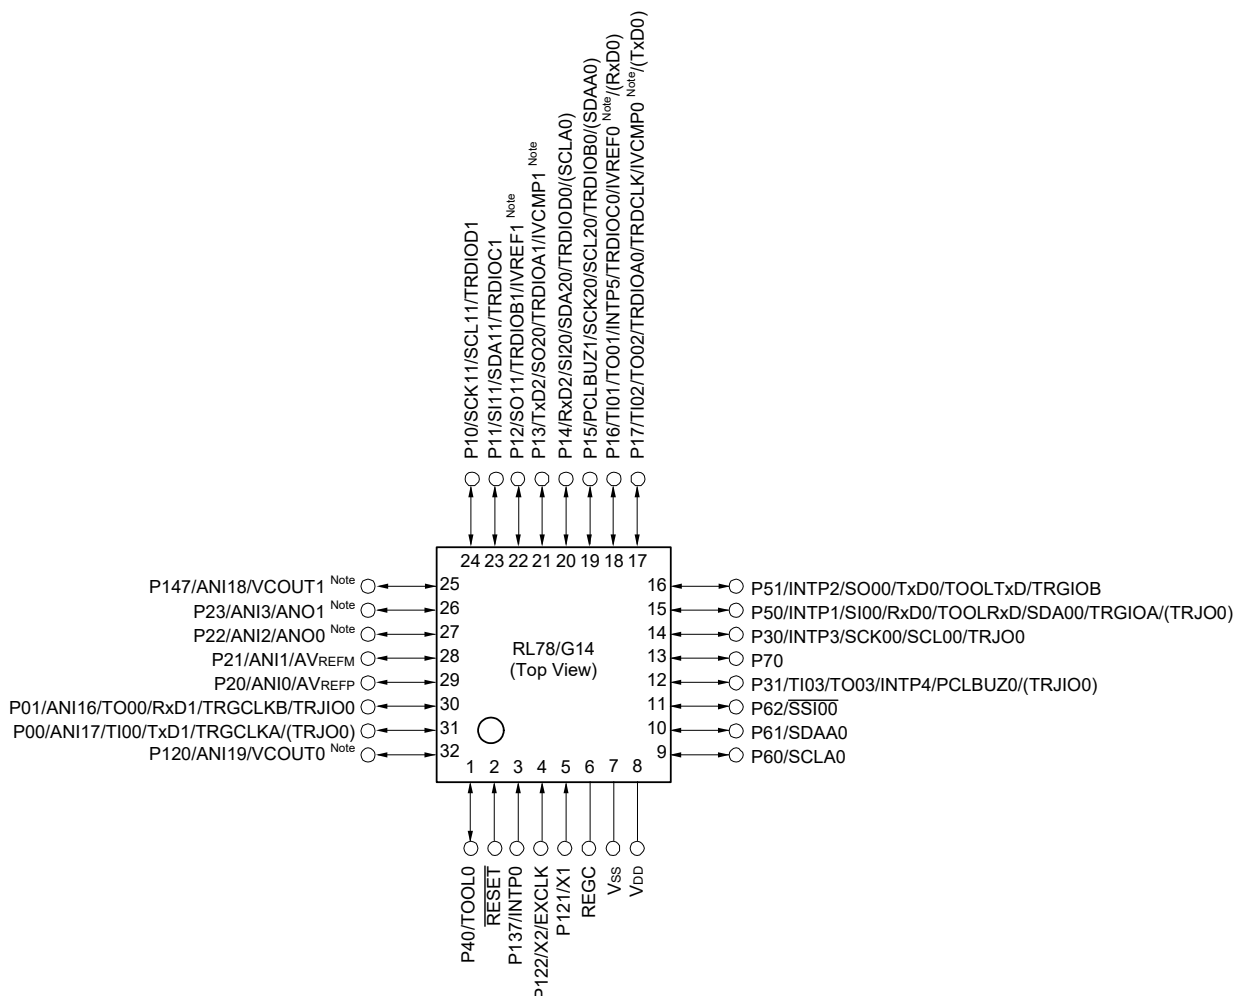 P10/SCK11/SCL11/TRDIOD1
P11/SI11/SDA11/TRDIOC1
P12/SO11/TRDIOB1/IVREF1 Note
P13/TxD2/SO20/TRDIOA1/IVCMP1 Note
P14/RxD2/SI20/SDA20/TRDIOD0/(SCLA0)
P15/PCLBUZ1/SCK20/SCL20/TRDIOB0/(SDAA0)
P16/TI01/TO01/INTP5/TRDIOC0/IVREF0 Note/(RxD0)
P17/TI02/TO02/TRDIOA0/TRDCLK/IVCMP0 Note/(TxD0)
24 23 22 21 20 19 18 17
P147/ANI18/VCOUT1 Note 25
P23/ANI3/ANO1 Note 26
P22/ANI2/ANO0 Note 27
P21/ANI1/AVREFM 28
P20/ANI0/AVREFP 29
P01/ANI16/TO00/RxD1/TRGCLKB/TRJIO0 30
P00/ANI17/TI00/TxD1/TRGCLKA/(TRJO0) 31
P120/ANI19/VCOUT0 Note 32
RL78/G14
(Top View)
16 P51/INTP2/SO00/TxD0/TOOLTxD/TRGIOB
15 P50/INTP1/SI00/RxD0/TOOLRxD/SDA00/TRGIOA/(TRJO0)
14 P30/INTP3/SCK00/SCL00/TRJO0
13 P70
12 P31/TI03/TO03/INTP4/PCLBUZ0/(TRJIO0)
11 P62/SSI00
10 P61/SDAA0
9 P60/SCLA0
1 2 3 4 5 6 7 8
P40/TOOL0
RESET
P137/INTP0
P122/X2/EXCLK
P121/X1
REGC
VSS
VDD